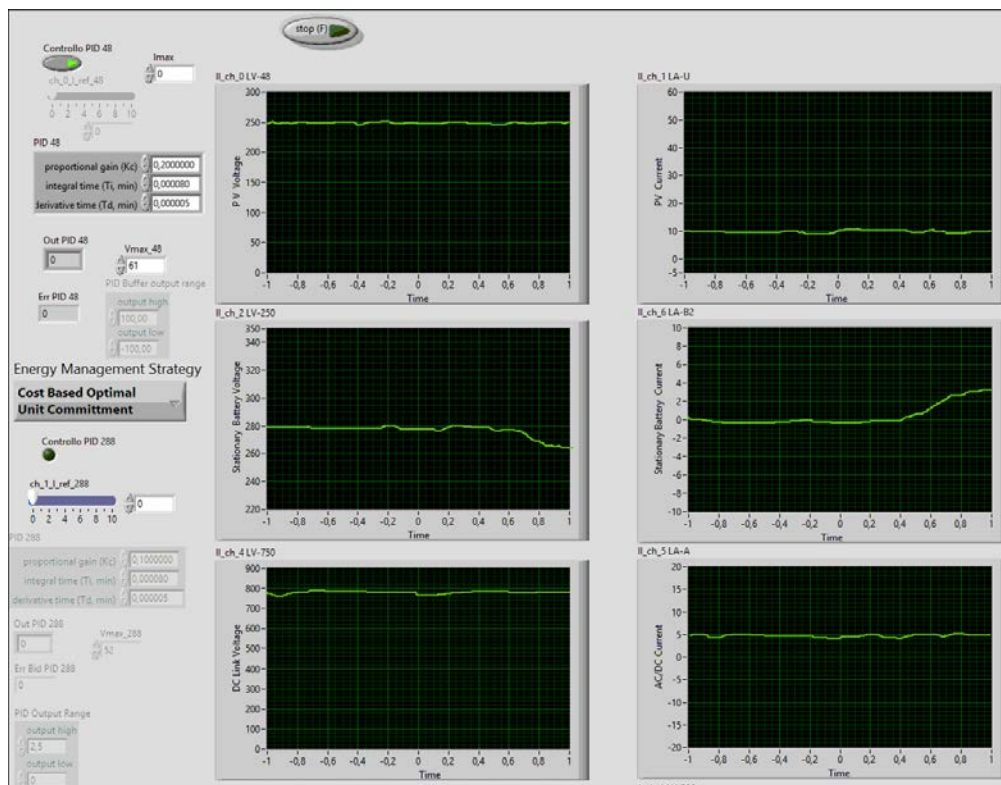 stop (F)
Controllo PID 48
Imax
0
ch_0_I_ref_48
0 2 4 6 8 10
0
PID 48
proportional gain (Kc) 0,2000000
integral time (Ti, min) 0,000080
derivative time (Td, min) 0,000005
Out PID 48
0
Vmax_48
61
PID Buffer output range
output high
100,00
output low
-100,00
Err PID 48
0
Energy Management Strategy
Cost Based Optimal
Unit Committment
Controllo PID 288
ch_1_I_ref_288
0 2 4 6 8 10
0
PID 288
proportional gain (Kc) 0,1000000
integral time (Ti, min) 0,000080
derivative time (Td, min) 0,000005
Out PID 288
0
Vmax_288
52
Err Bid PID 288
0
PID Output Range
output high
2,5
output low
0
II_ch_0 LV-48
PV Voltage
300
250
200
150
100
50
0
-1 -0,8 -0,6 -0,4 -0,2 0 0,2 0,4 0,6 0,8 1
Time
II_ch_1 LA-U
PV Current
60
50
40
30
20
10
0
-5
-1 -0,8 -0,6 -0,4 -0,2 0 0,2 0,4 0,6 0,8 1
Time
II_ch_2 LV-250
Stationary Battery Voltage
350
340
320
300
280
260
240
220
-1 -0,8 -0,6 -0,4 -0,2 0 0,2 0,4 0,6 0,8 1
Time
II_ch_6 LA-B2
Stationary Battery Current
10
8
6
4
2
0
-2
-4
-6
-8
-10
-1 -0,8 -0,6 -0,4 -0,2 0 0,2 0,4 0,6 0,8 1
Time
II_ch_4 LV-750
DC Link Voltage
900
800
700
600
500
400
300
200
100
0
-1 -0,8 -0,6 -0,4 -0,2 0 0,2 0,4 0,6 0,8 1
Time
II_ch_5 LA-A
AC/DC Current
20
15
10
5
0
-5
-10
-15
-20
-1 -0,8 -0,6 -0,4 -0,2 0 0,2 0,4 0,6 0,8 1
Time